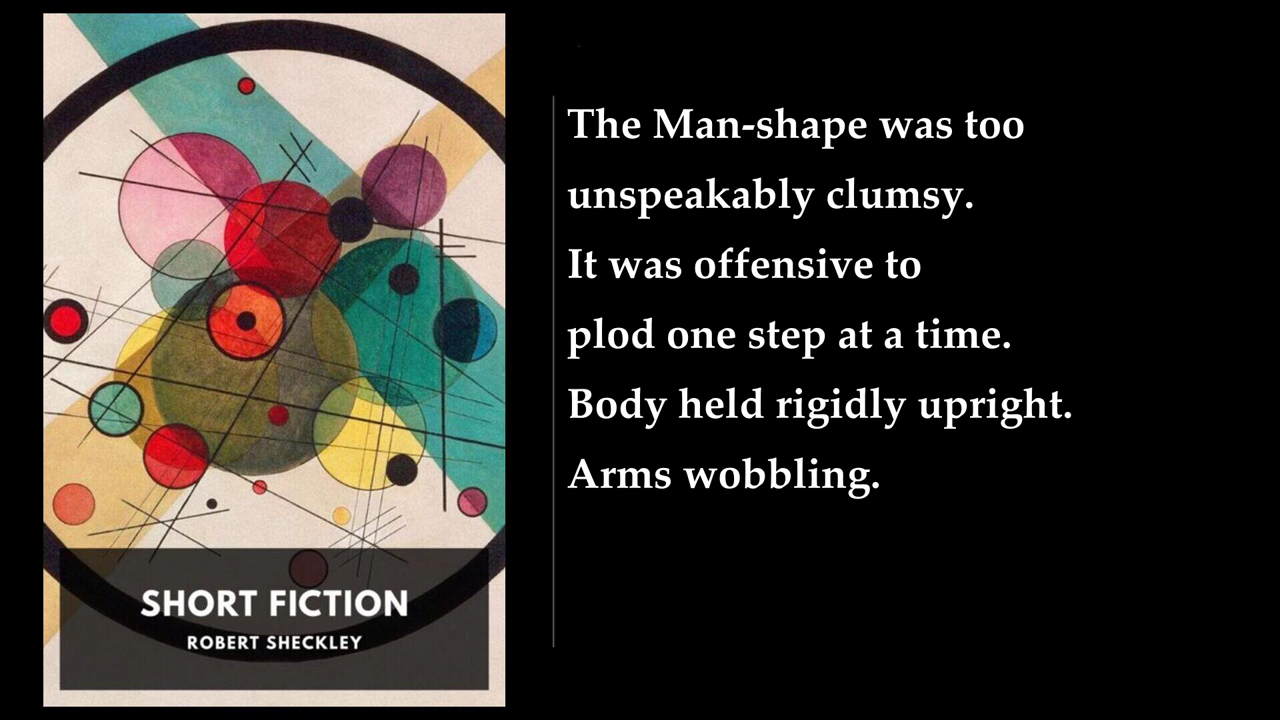 SHORT FICTION
ROBERT SHECKLEY
The Man-shape was too
unspeakably clumsy.
It was offensive to
plod one step at a time.
Body held rigidly upright.
Arms wobbling.